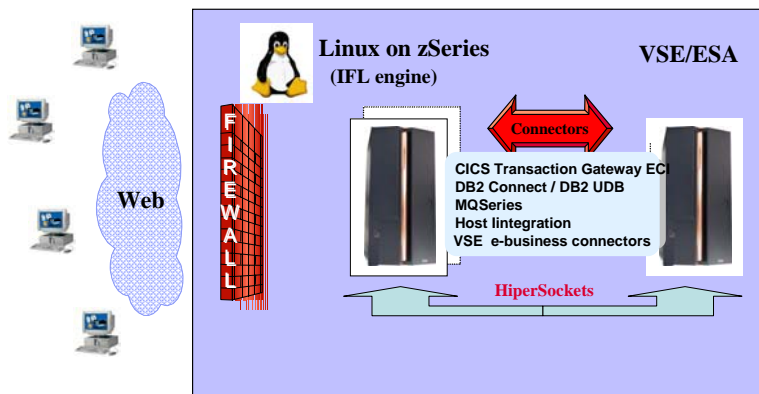 Linux on zSeries
(IFL engine)
VSE/ESA
Web
FIREWALL
Connectors
CICS Transaction Gateway ECI
DB2 Connect / DB2 UDB
MQSeries
Host Iintegration
VSE e-business connectors
HiperSockets